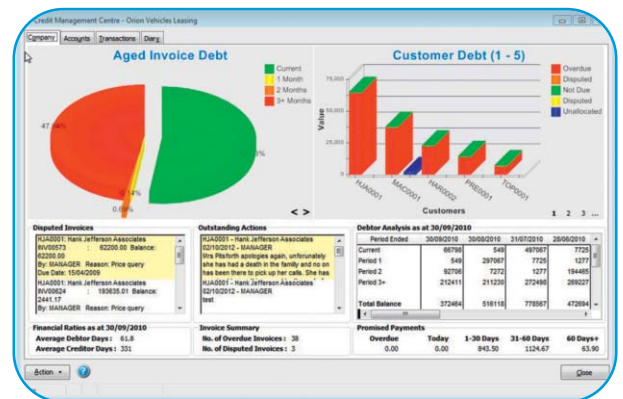 Credit Management Centre - Orion Vehicles Leasing
Company Accounts Transactions Diary
Aged Invoice Debt
Current
1 Month
2 Months
3+ Months
Customer Debt (1 - 5)
Overdue
Disputed
Not Due
Disputed
Unallocated
75,000
50,000
25,000
0
Value
HJA0001 MAC0001 HAR0002 PRE0001 TOP0001
Customers
< >
1 2 3 ...
Disputed Invoices
HJA0001: Hank Jefferson Associates
INV00573 : 62200.00 Balance:
62200.00
By: MANAGER Reason: Price query
Due Date: 15/04/2009
HJA0001: Hank Jefferson Associates
INV00624 : 193635.01 Balance:
2441.17
By: MANAGER Reason: Price query
Outstanding Actions
HJA0001 - Hank Jefferson Associates
02/10/2012 - MANAGER
Mrs Pitsforth apologies again, unforunately
she has had a death in the family and no on
has been there to pick up her calls. She has
HJA0001 - Hank Jefferson Associates
02/10/2012 - MANAGER
test
Debtor Analysis as at 30/09/2010
Period Ended 30/09/2010 30/08/2010 31/07/2010 28/06/2010
Current 66798 549 497067 7725
Period 1 549 297067 7725 1277
Period 2 92706 7272 1277 194465
Period 3+ 212411 211230 272498 269227
Total Balance 372464 516118 778567 472694
Financial Ratios as at 30/09/2010
Average Debtor Days : 61.8
Average Creditor Days : 331
Invoice Summary
No. of Overdue Invoices : 38
No. of Disputed Invoices : 3
Promised Payments
Overdue Today 1-30 Days 31-60 Days 60 Days+
0.00 0.00 843.50 1124.67 63.90
Action
Close